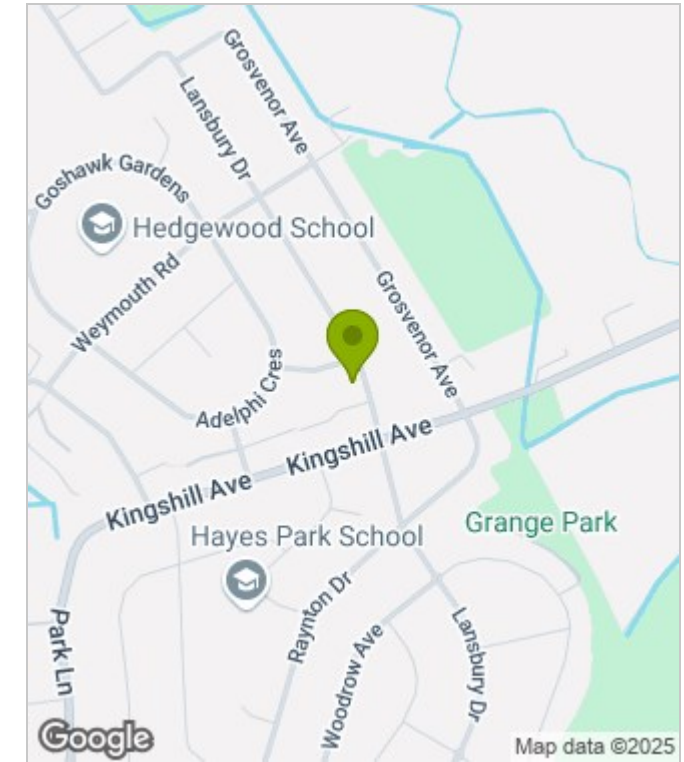 Grosvenor Ave
Lansbury Dr
Goshawk Gardens
Hedgewood School
Weymouth Rd
Grosvenor Ave
Adelphi Cres
Kingshill Ave
Kingshill Ave
Grange Park
Hayes Park School
Raynton Dr
Park Ln
Woodrow Ave
Lansbury Dr
Google
Map data ©2025